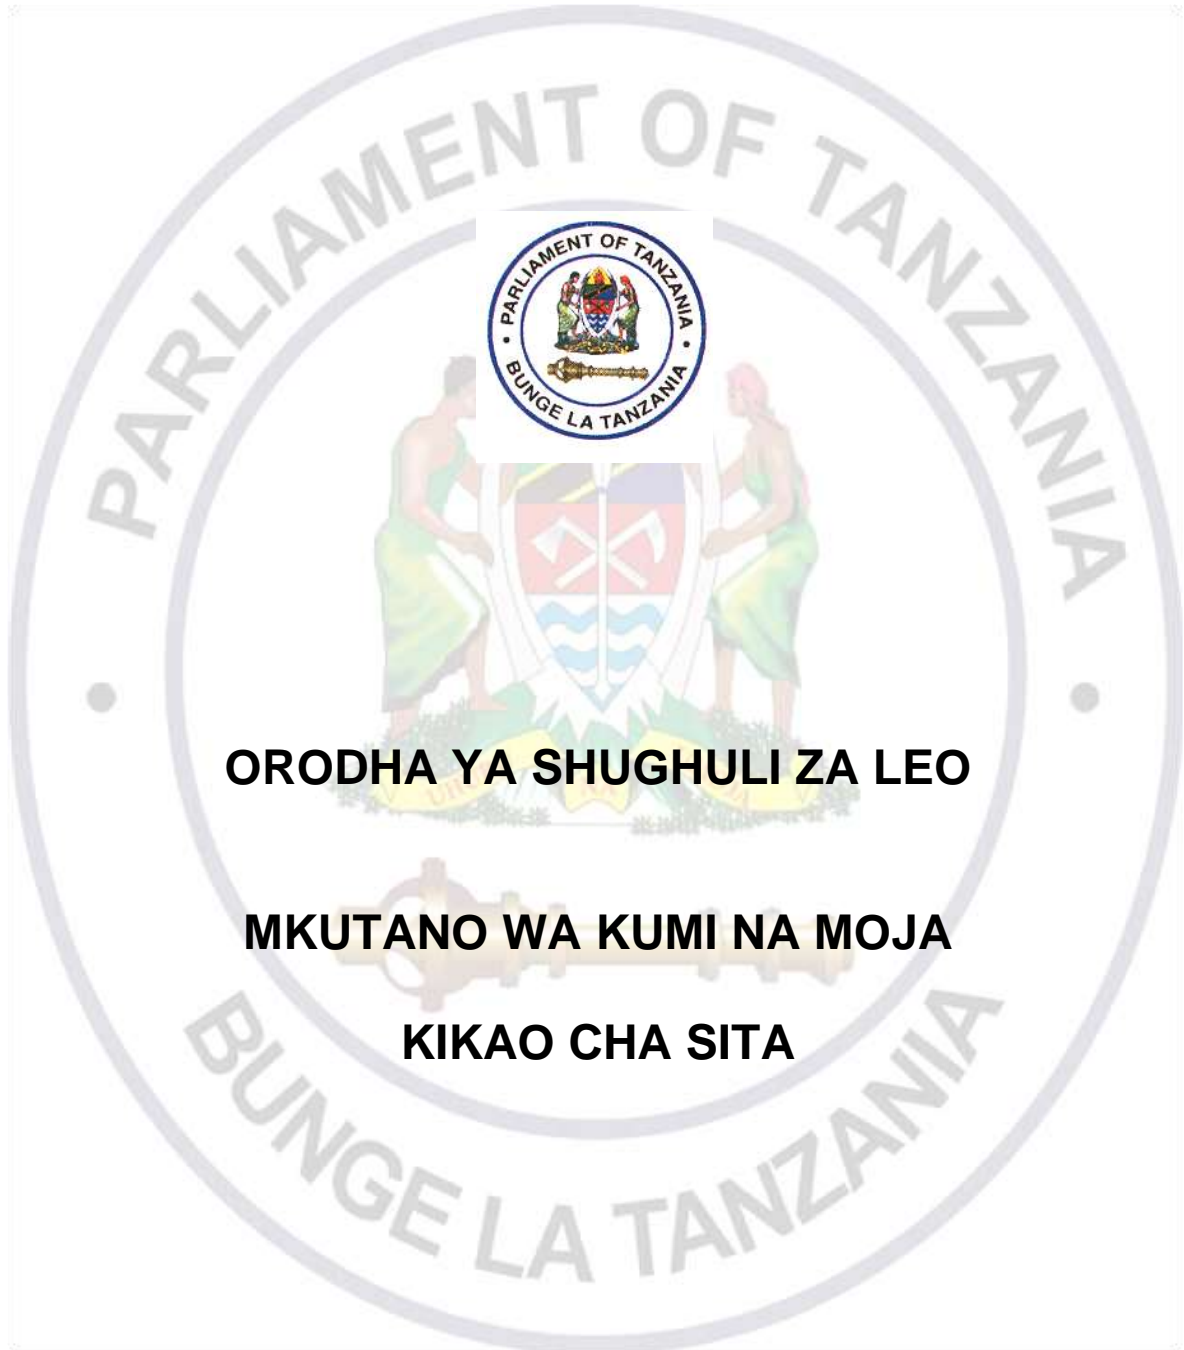 PARLIAMENT OF TANZANIA
BUNGE LA TANZANIA
PARLIAMENT OF TANZANIA
BUNGE LA TANZANIA
ORODHA YA SHUGHULI ZA LEO
MKUTANO WA KUMI NA MOJA
KIKAO CHA SITA